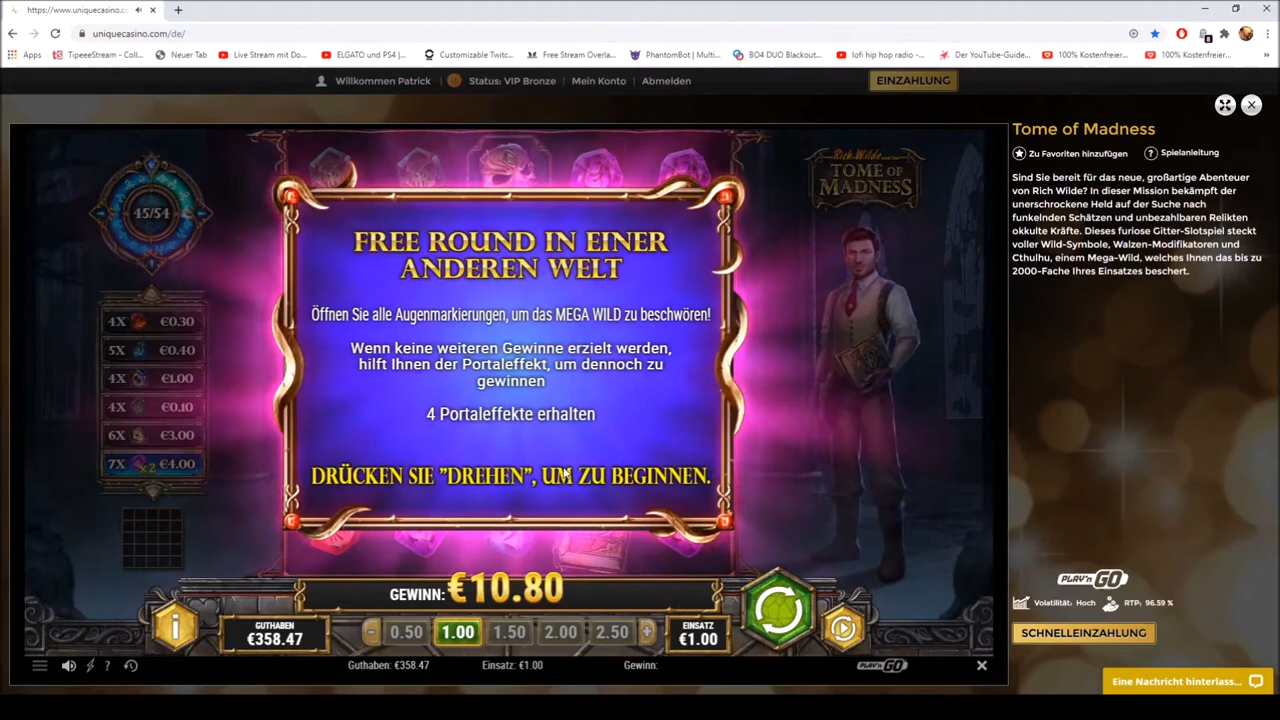 https://www.uniquecasino.cc
uniquecasino.com/de/
Apps
TipeeeStream - Coll...
Neuer Tab
Live Stream mit Do...
ELGATO und PS4 |...
Customizable Twitc...
Free Stream Overla...
PhantomBot | Multi...
BO4 DUO Blackout...
lofi hip hop radio -...
Der YouTube-Guide...
100% Kostenfreier...
100% Kostenfreier...
Willkommen Patrick
Status: VIP Bronze
Mein Konto
Abmelden
EINZAHLUNG
Tome of Madness
Zu Favoriten hinzufügen
Spielanleitung
Sind Sie bereit für das neue, großartige Abenteuer
von Rich Wilde? In dieser Mission bekämpft der
unerschrockene Held auf der Suche nach
funkelnden Schätzen und unbezahlbaren Relikten
okkulte Kräfte. Dieses furiose Gitter-Slotspiel steckt
voller Wild-Symbole, Walzen-Modifikatoren und
Cthulhu, einem Mega-Wild, welches Ihnen das bis zu
2000-Fache Ihres Einsatzes beschert.
45/54
Rich Wilde and the
TOME OF
MADNESS
4X €0.30
5X €0.40
4X €1.00
4X €0.10
6X €3.00
7X x2 €4.00
FREE ROUND IN EINER
ANDEREN WELT
Öffnen Sie alle Augenmarkierungen, um das MEGA WILD zu beschwören!
Wenn keine weiteren Gewinne erzielt werden,
hilft Ihnen der Portaleffekt, um dennoch zu
gewinnen
4 Portaleffekte erhalten
DRÜCKEN SIE "DREHEN", UM ZU BEGINNEN.
GEWINN: €10.80
GUTHABEN
€358.47
0.50
1.00
1.50
2.00
2.50
EINSATZ
€1.00
Guthaben: €358.47
Einsatz: €1.00
Gewinn:
PLAY'n GO
PLAY'n GO
Volatilität: Hoch
RTP: 96.59 %
SCHNELLEINZAHLUNG
Eine Nachricht hinterlass...